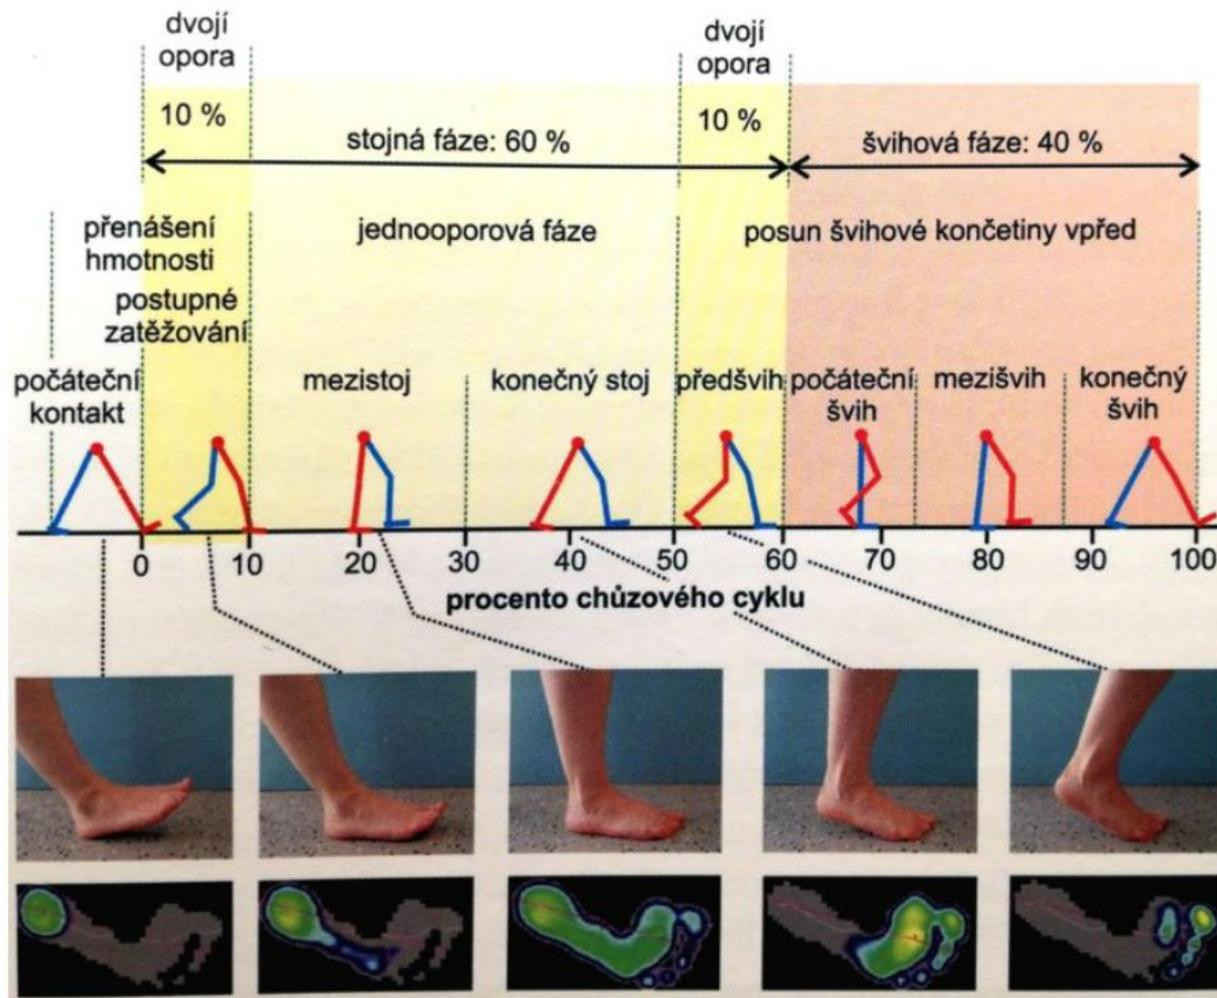 dvojí
opora
10 %
dvojí
opora
10 %
stojná fáze: 60 %
švihová fáze: 40 %
přenášení
hmotnosti
jednooporová fáze
posun švihové končetiny vpřed
postupné
zatěžování
počáteční
kontakt
mezistoj
konečný stoj
předšvih
počáteční
švih
mezišvih
konečný
švih
0 10 20 30 40 50 60 70 80 90 100
procento chůzového cyklu